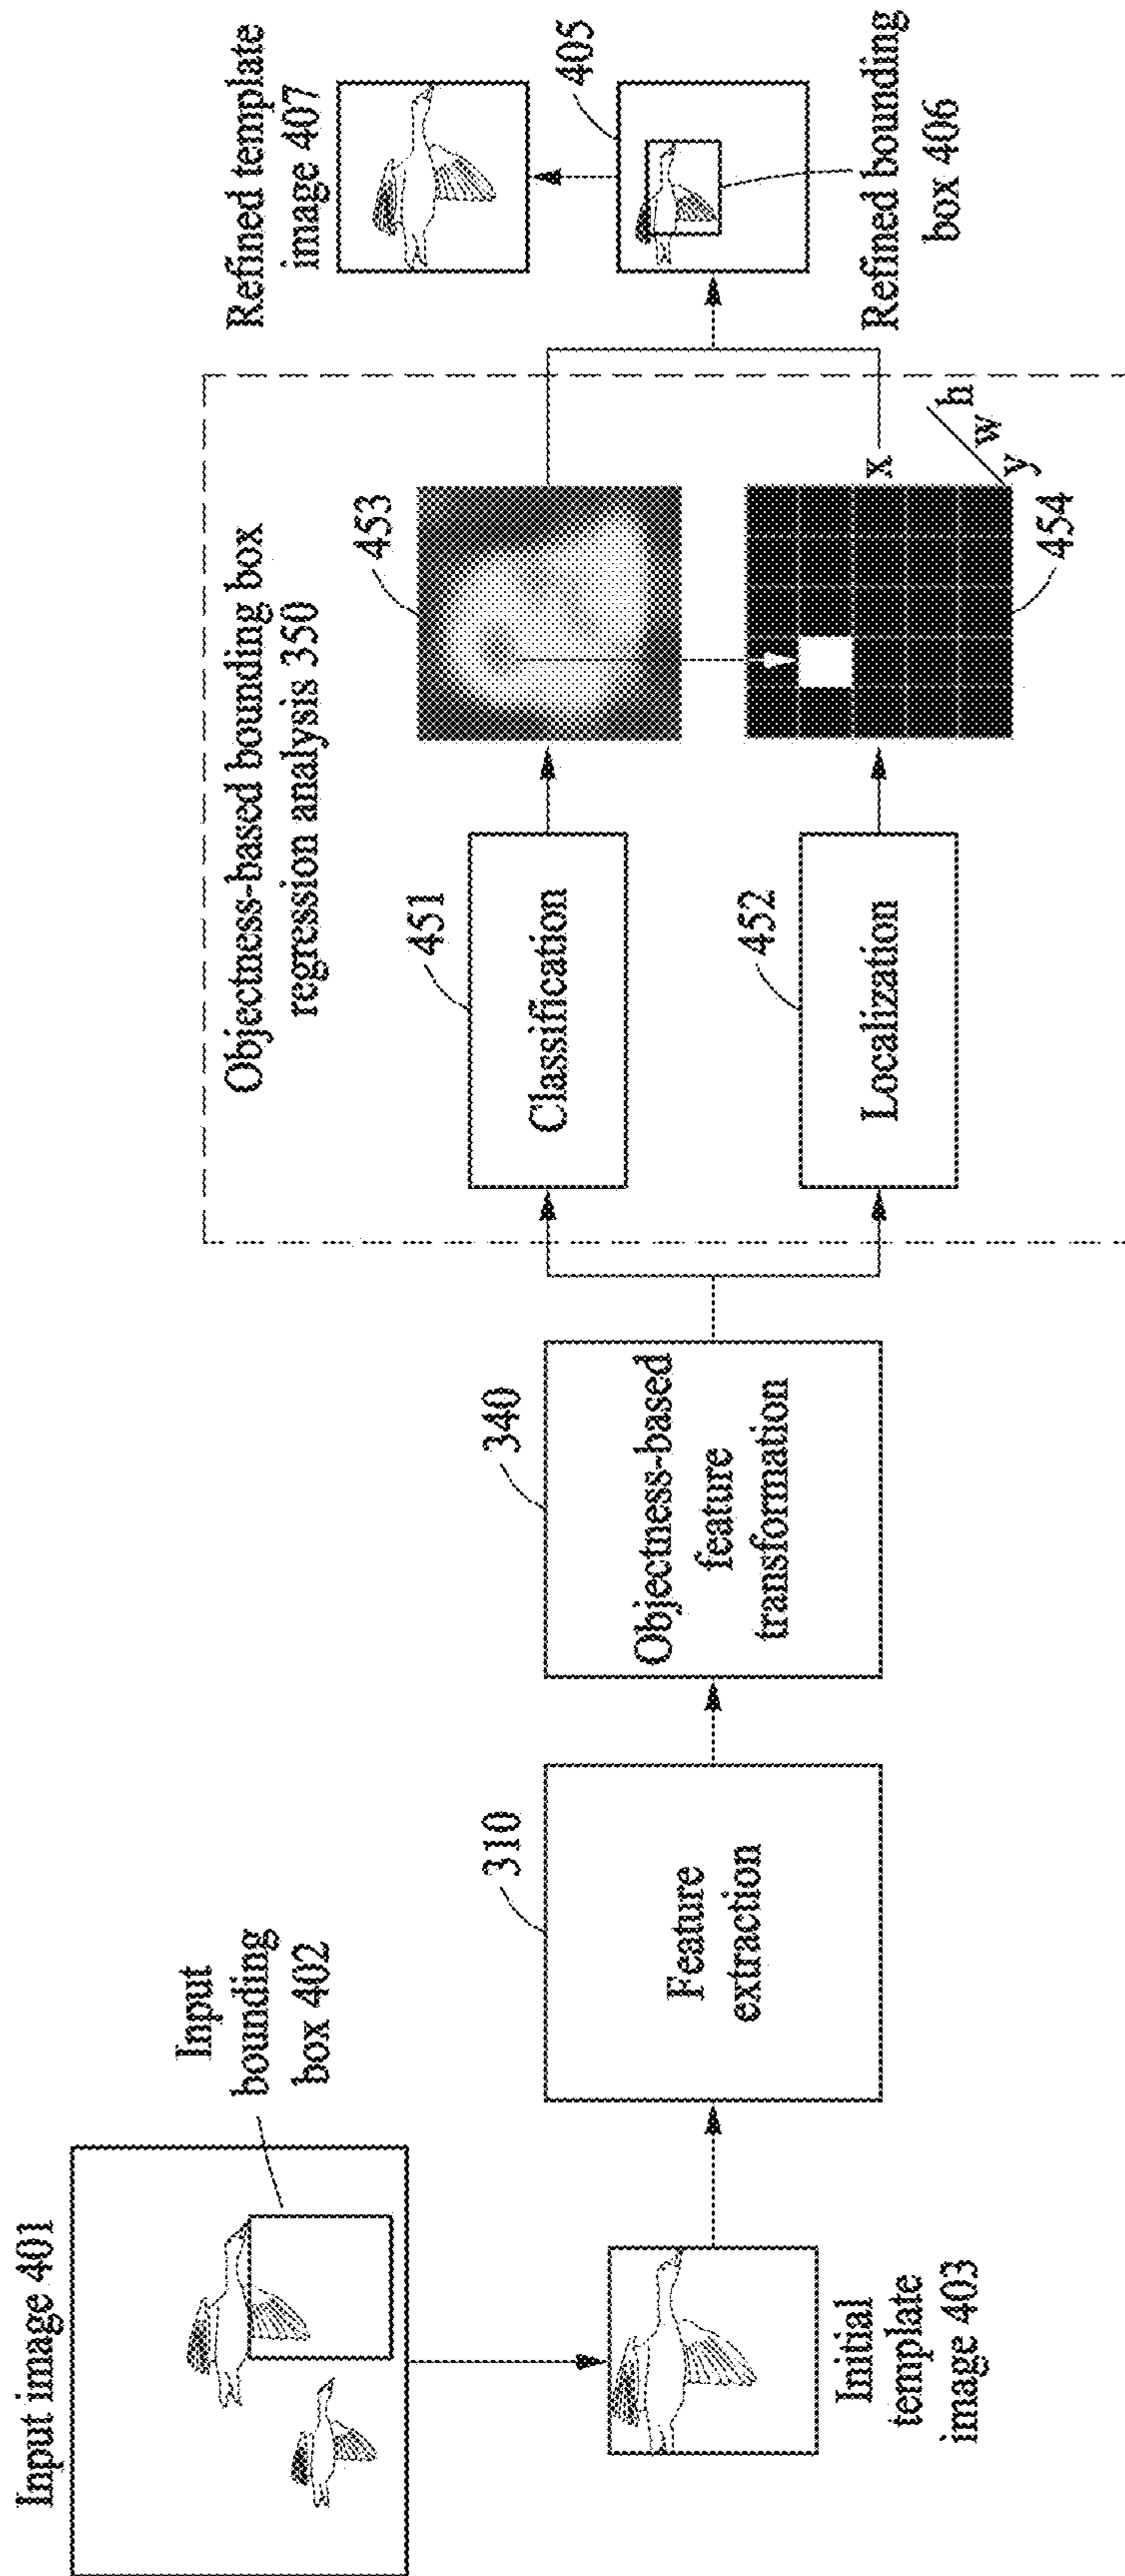 Input image 401
Input
bounding
box 402
Initial
template
image 403
310
Feature
extraction
340
Objectness-based
feature
transformation
Objectness-based bounding box
regression analysis 350
451
Classification
452
Localization
453
454
x
y
w
h
Refined template
image 407
405
Refined bounding
box 406